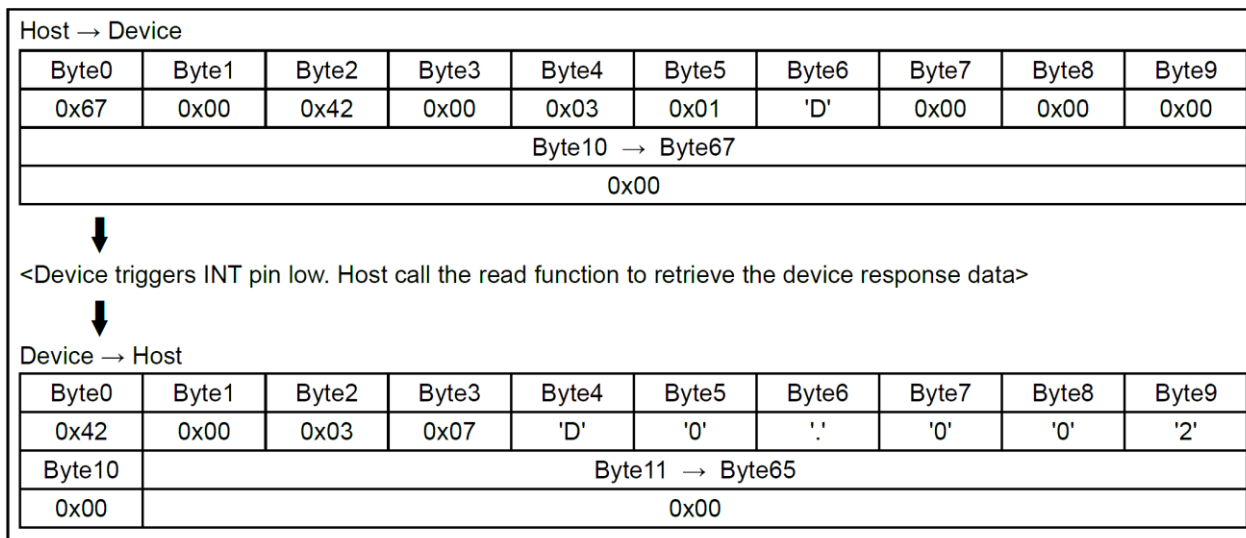 Host → Device
Byte0 Byte1 Byte2 Byte3 Byte4 Byte5 Byte6 Byte7 Byte8 Byte9
0x67 0x00 0x42 0x00 0x03 0x01 'D' 0x00 0x00 0x00
Byte10 → Byte67
0x00
<Device triggers INT pin low. Host call the read function to retrieve the device response data>
Device → Host
Byte0 Byte1 Byte2 Byte3 Byte4 Byte5 Byte6 Byte7 Byte8 Byte9
0x42 0x00 0x03 0x07 'D' '0' '.' '0' '0' '2'
Byte10 Byte11 → Byte65
0x00 0x00